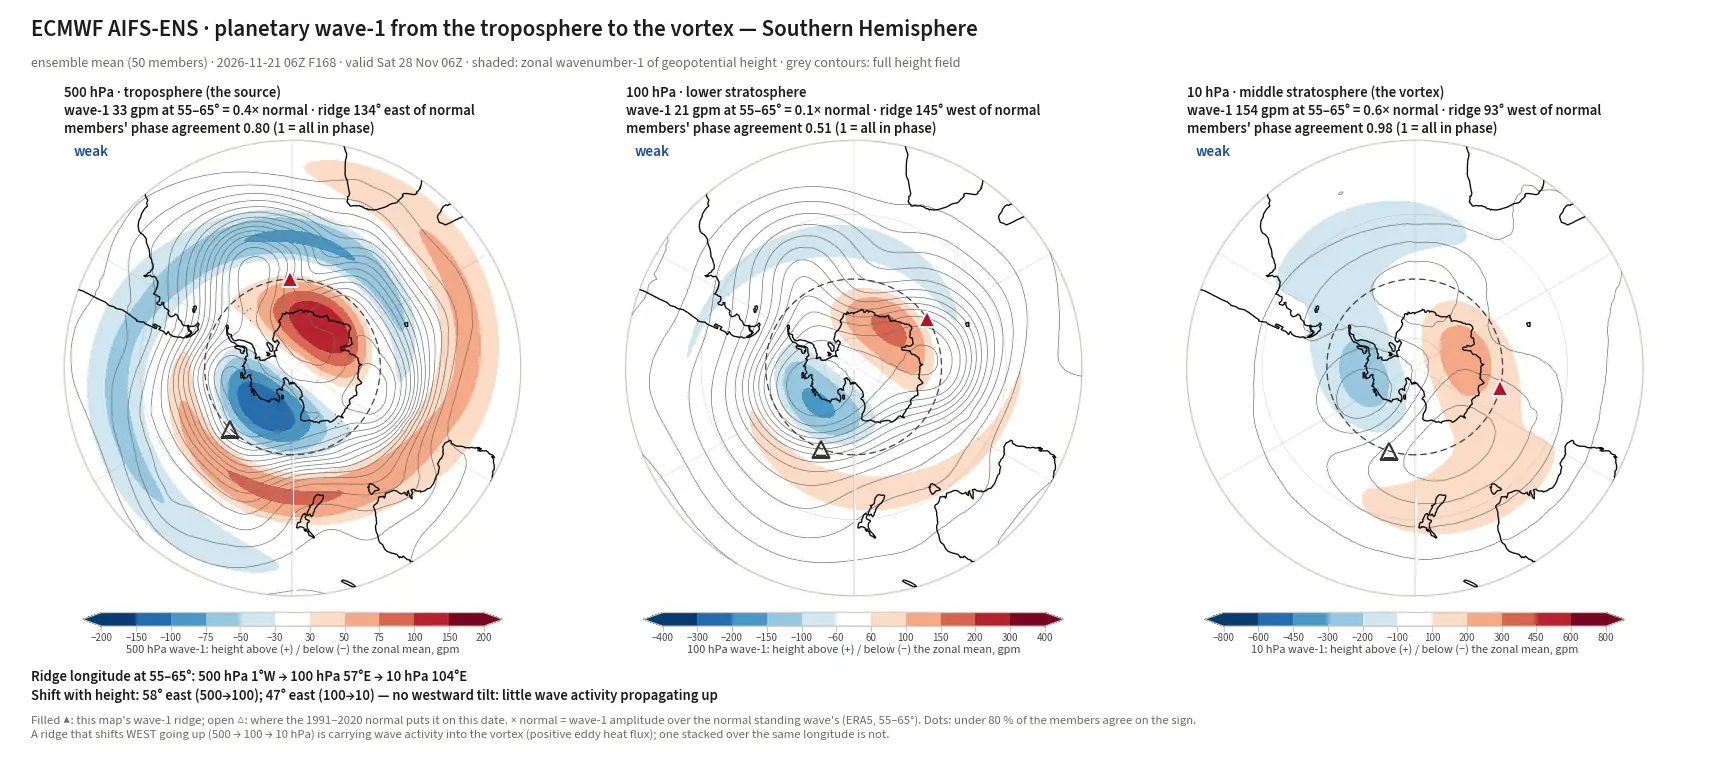 ECMWF AIFS-ENS · planetary wave-1 from the troposphere to the vortex — Southern Hemisphere
ensemble mean (50 members) · 2026-11-21 06Z F168 · valid Sat 28 Nov 06Z · shaded: zonal wavenumber-1 of geopotential height · grey contours: full height field
500 hPa · troposphere (the source)
wave-1 33 gpm at 55–65° = 0.4× normal · ridge 134° east of normal
members' phase agreement 0.80 (1 = all in phase)
weak
100 hPa · lower stratosphere
wave-1 21 gpm at 55–65° = 0.1× normal · ridge 145° west of normal
members' phase agreement 0.51 (1 = all in phase)
weak
10 hPa · middle stratosphere (the vortex)
wave-1 154 gpm at 55–65° = 0.6× normal · ridge 93° west of normal
members' phase agreement 0.98 (1 = all in phase)
weak
−200 −150 −100 −75 −50 −30 30 50 75 100 150 200
500 hPa wave-1: height above (+) / below (−) the zonal mean, gpm
−400 −300 −200 −150 −100 −60 60 100 150 200 300 400
100 hPa wave-1: height above (+) / below (−) the zonal mean, gpm
−800 −600 −450 −300 −200 −100 100 200 300 450 600 800
10 hPa wave-1: height above (+) / below (−) the zonal mean, gpm
Ridge longitude at 55–65°: 500 hPa 1°W → 100 hPa 57°E → 10 hPa 104°E
Shift with height: 58° east (500→100); 47° east (100→10) — no westward tilt: little wave activity propagating up
Filled ▲: this map's wave-1 ridge; open △: where the 1991–2020 normal puts it on this date. × normal = wave-1 amplitude over the normal standing wave's (ERA5, 55–65°). Dots: under 80 % of the members agree on the sign.
A ridge that shifts WEST going up (500 → 100 → 10 hPa) is carrying wave activity into the vortex (positive eddy heat flux); one stacked over the same longitude is not.